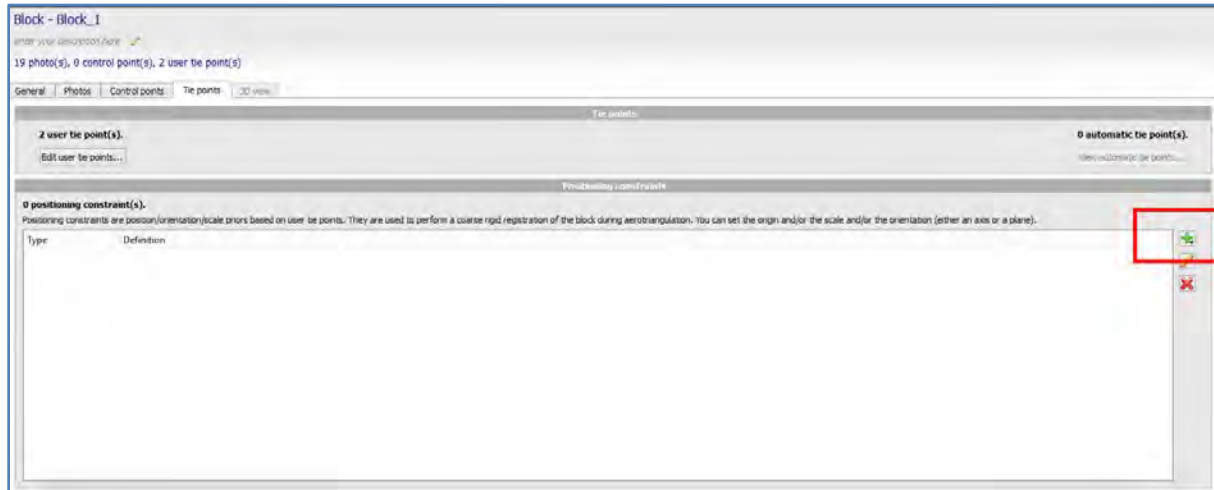 Block - Block_1
enter your description here
19 photo(s), 0 control point(s), 2 user tie point(s)
General Photos Control points Tie points 3D view
Tie points
2 user tie point(s). 0 automatic tie point(s).
Edit user tie points... View automatic tie points...
Positioning constraints
0 positioning constraint(s).
Positioning constraints are position/orientation/scale priors based on user tie points. They are used to perform a coarse rigid registration of the block during aerotriangulation. You can set the origin and/or the scale and/or the orientation (either an axis or a plane).
Type Definition